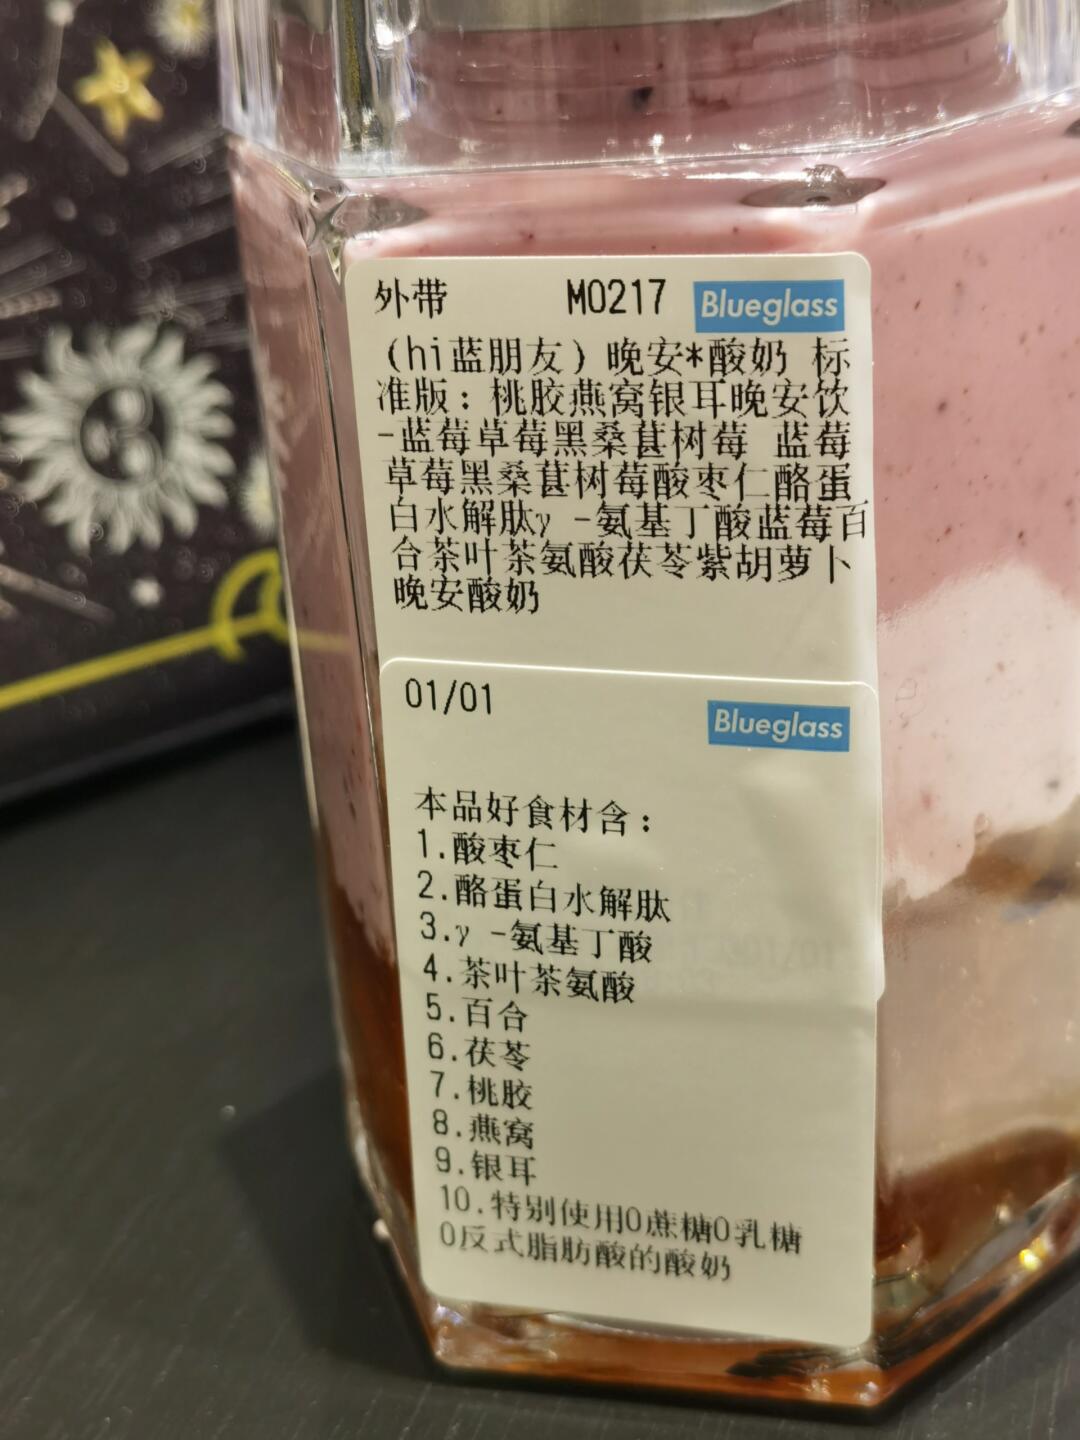 外带 M0217 Blueglass
(hi蓝朋友) 晚安*酸奶 标
准版：桃胶燕窝银耳晚安饮
-蓝莓草莓黑桑葚树莓 蓝莓
草莓黑桑葚树莓酸枣仁酪蛋
白水解肽γ -氨基丁酸蓝莓百
合茶叶茶氨酸茯苓紫胡萝卜
晚安酸奶
01/01 Blueglass
本品好食材含：
1.酸枣仁
2.酪蛋白水解肽
3.γ -氨基丁酸
4.茶叶茶氨酸
5.百合
6.茯苓
7.桃胶
8.燕窝
9.银耳
10.特别使用0蔗糖0乳糖
0反式脂肪酸的酸奶